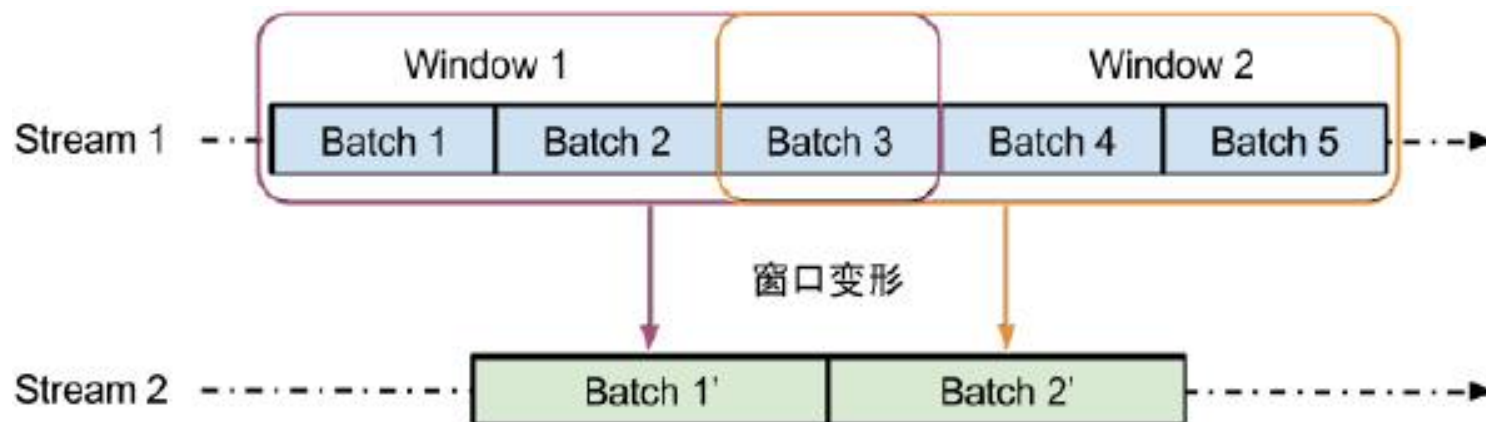 Window 1 Window 2
Stream 1 Batch 1 Batch 2 Batch 3 Batch 4 Batch 5
窗口变形
Stream 2 Batch 1' Batch 2'